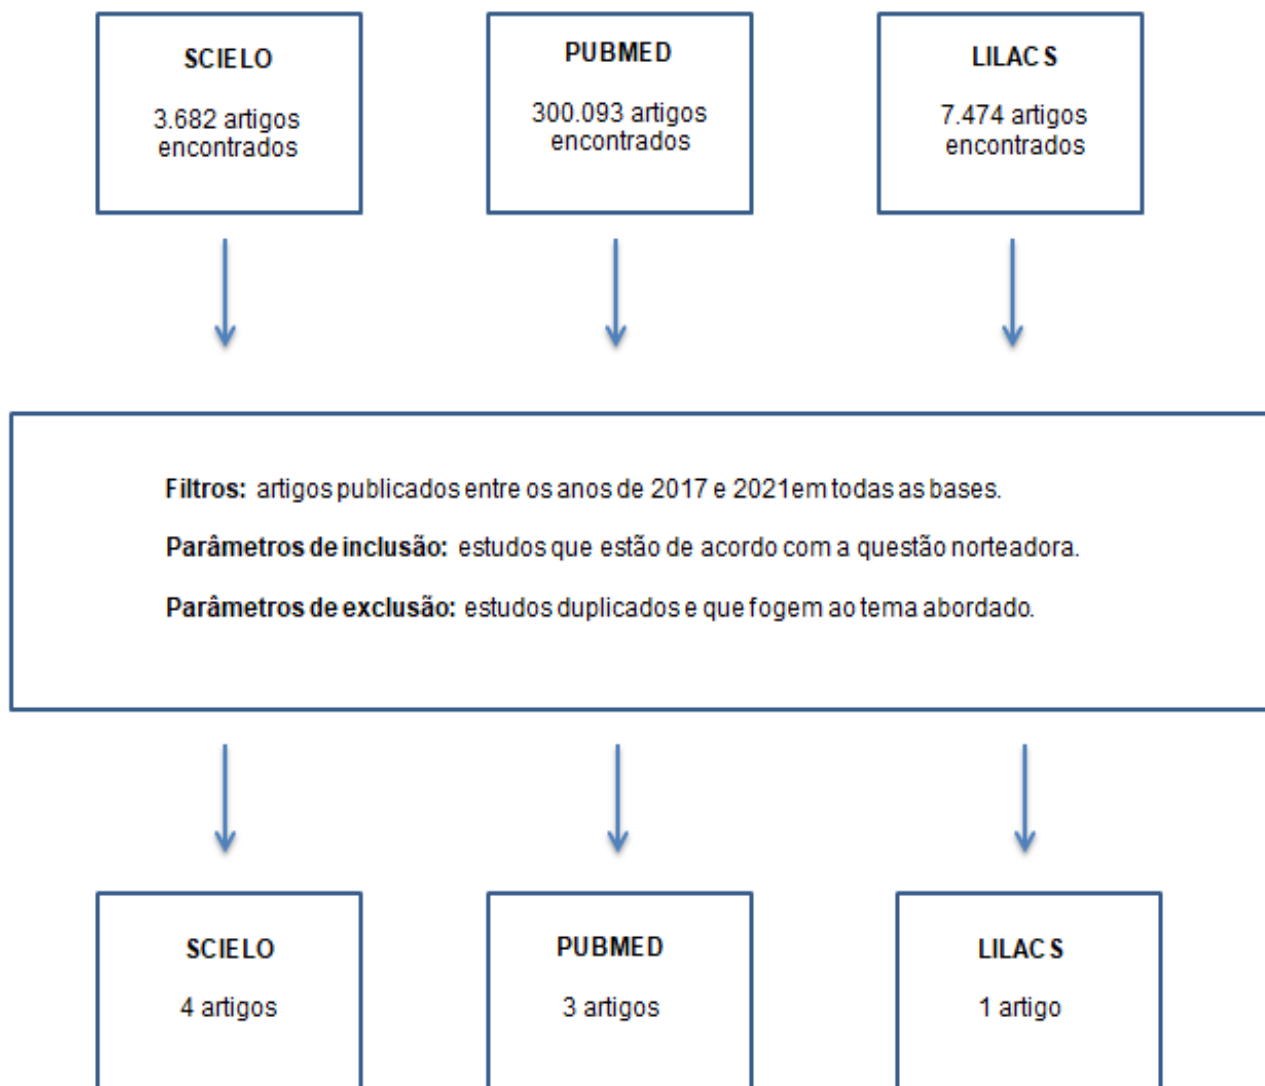 SCIELO
3.682 artigos
encontrados
PUBMED
300.093 artigos
encontrados
LILACS
7.474 artigos
encontrados
Filtros: artigos publicados entre os anos de 2017 e 2021em todas as bases.
Parâmetros de inclusão: estudos que estão de acordo com a questão norteadora.
Parâmetros de exclusão: estudos duplicados e que fogem ao tema abordado.
SCIELO
4 artigos
PUBMED
3 artigos
LILACS
1 artigo